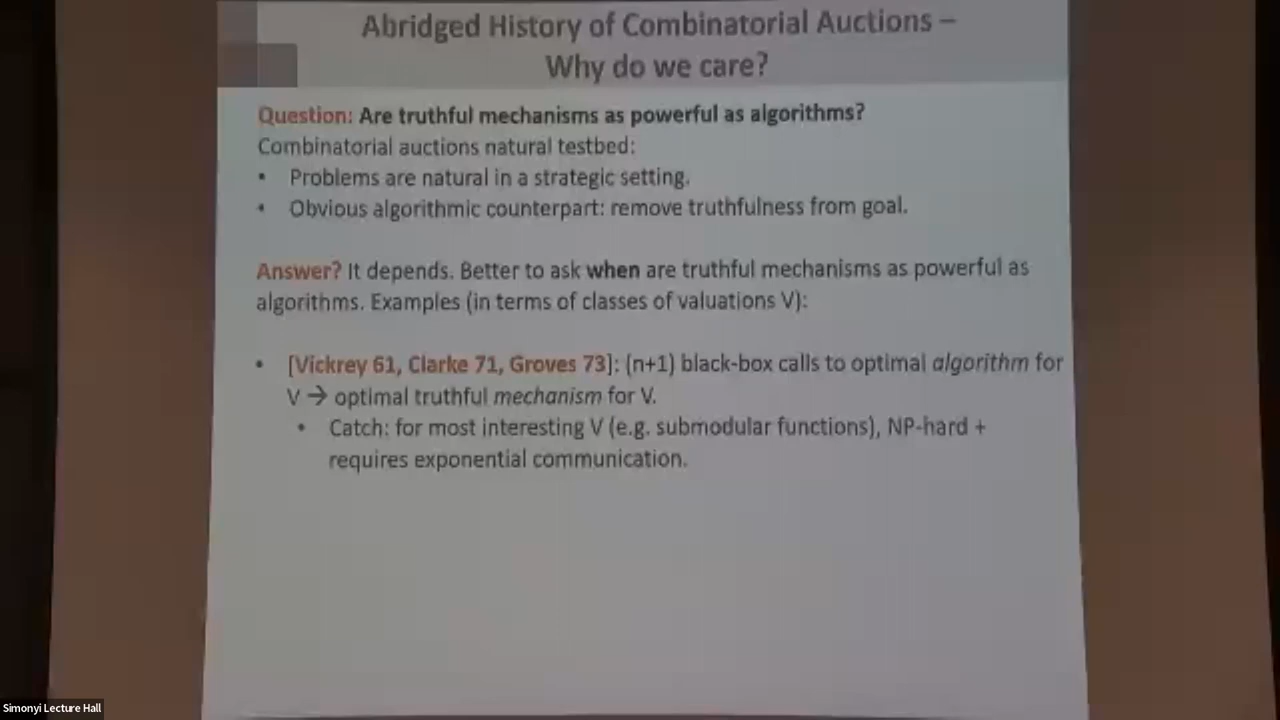 Abridged History of Combinatorial Auctions –
Why do we care?
Question: Are truthful mechanisms as powerful as algorithms?
Combinatorial auctions natural testbed:
• Problems are natural in a strategic setting.
• Obvious algorithmic counterpart: remove truthfulness from goal.
Answer? It depends. Better to ask when are truthful mechanisms as powerful as
algorithms. Examples (in terms of classes of valuations V):
• [Vickrey 61, Clarke 71, Groves 73]: (n+1) black-box calls to optimal algorithm for
V → optimal truthful mechanism for V.
• Catch: for most interesting V (e.g. submodular functions), NP-hard +
requires exponential communication.
Simonyi Lecture Hall